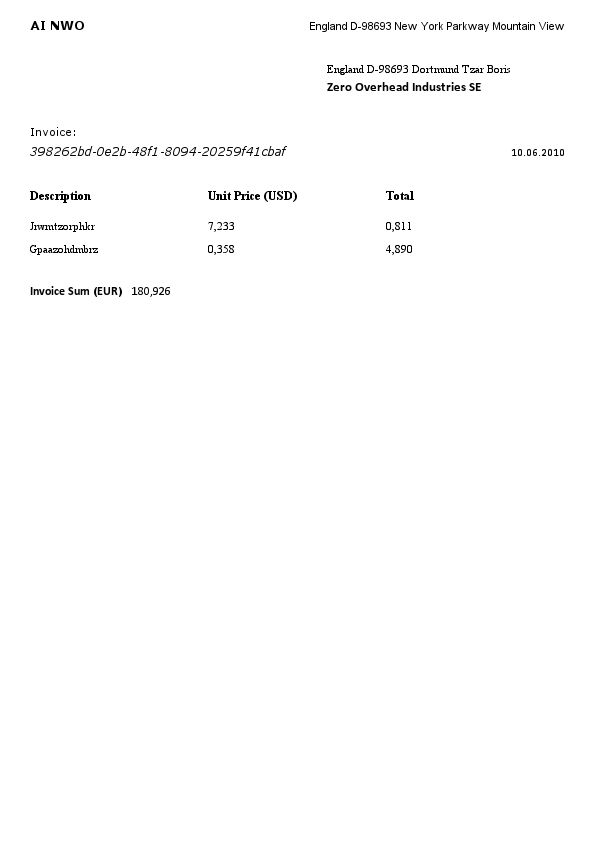 AI NWO England D-98693 New York Parkway Mountain View
England D-98693 Dortmund Tzar Boris
Zero Overhead Industries SE
Invoice:
398262bd-0e2b-48f1-8094-20259f41cbaf 10.06.2010
Description Unit Price (USD) Total
Jrwmtzorphkr 7,233 0,811
Gpaazohdmbrz 0,358 4,890
Invoice Sum (EUR) 180,926